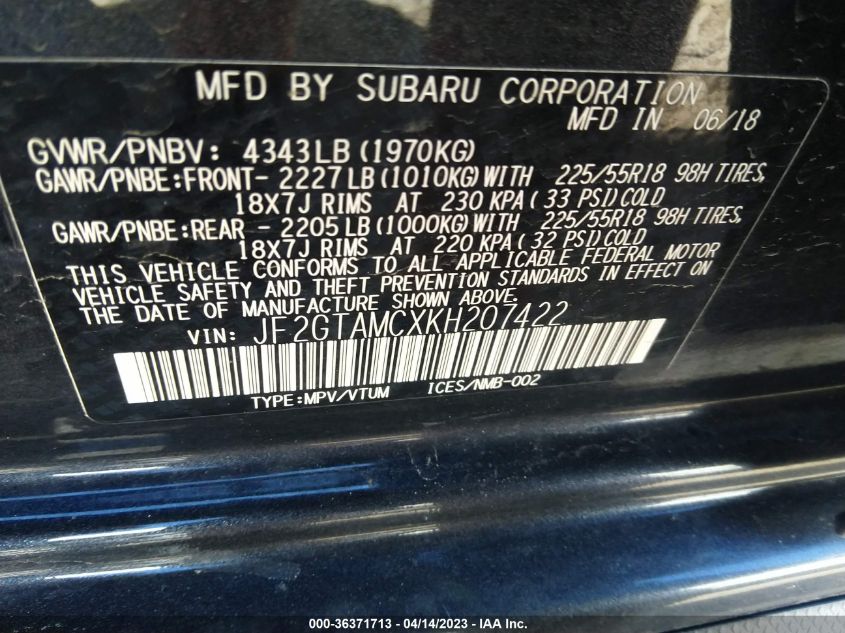 MFD BY SUBARU CORPORATION
MFD IN 06/18
GVWR/PNBV: 4343LB (1970KG)
GAWR/PNBE:FRONT- 2227LB (1010KG)WITH 225/55R18 98H TIRES,
18X7J RIMS AT 230 KPA ( 33 PSI)COLD
GAWR/PNBE:REAR - 2205LB (1000KG)WITH 225/55R18 98H TIRES,
18X7J RIMS AT 220 KPA ( 32 PSI)COLD
THIS VEHICLE CONFORMS TO ALL APPLICABLE FEDERAL MOTOR
VEHICLE SAFETY AND THEFT PREVENTION STANDARDS IN EFFECT ON
THE DATE OF MANUFACTURE SHOWN ABOVE.
VIN: JF2GTAMCXKH207422
TYPE:MPV/VTUM ICES/NMB-002
000-36371713 - 04/14/2023 - IAA Inc.